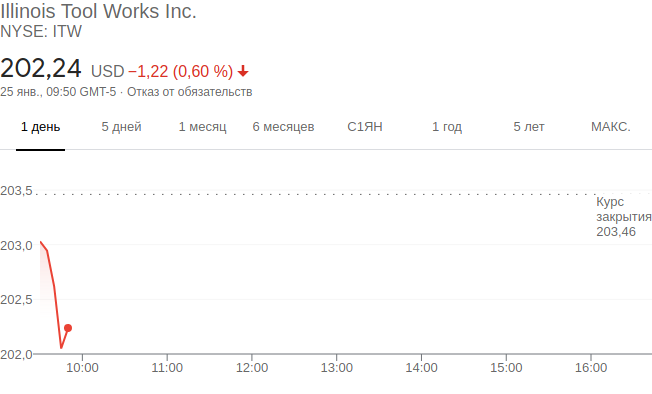 Illinois Tool Works Inc.
NYSE: ITW
202,24 USD −1,22 (0,60 %)
25 янв., 09:50 GMT-5 · Отказ от обязательств
1 день 5 дней 1 месяц 6 месяцев С1ЯН 1 год 5 лет МАКС.
203,5
Курс
закрытия
203,46
203,0
202,5
202,0
10:00 11:00 12:00 13:00 14:00 15:00 16:00